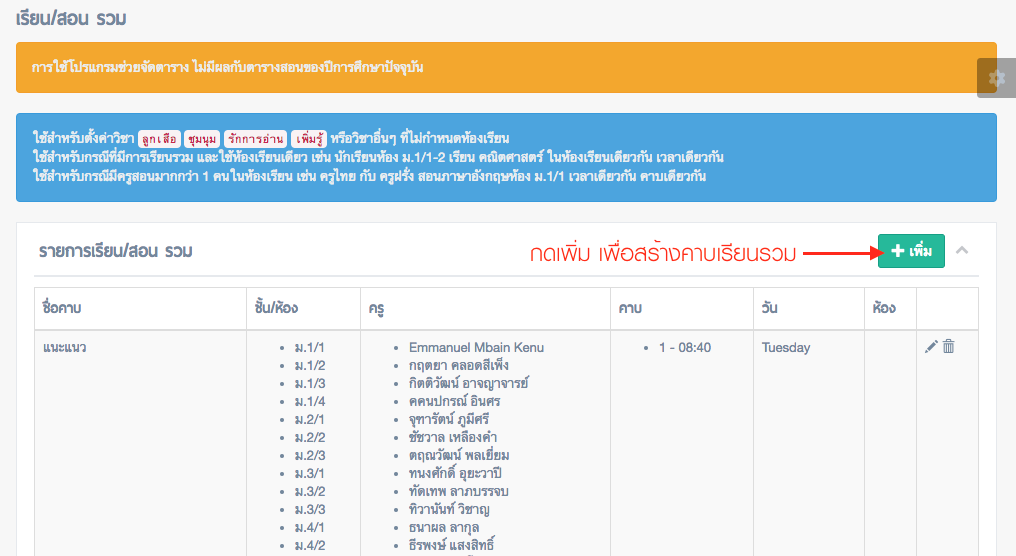 เรียน/สอน รวม
การใช้โปรแกรมช่วยจัดตาราง ไม่มีผลกับตารางสอนของปีการศึกษาปัจจุบัน
ใช้สำหรับตั้งค่าวิชา ลูกเสือ ชุมนุม รักการอ่าน เพิ่มรู้ หรือวิชาอื่นๆ ที่ไม่กำหนดห้องเรียน
ใช้สำหรับกรณีที่มีการเรียนรวม และใช้ห้องเรียนเดียว เช่น นักเรียนห้อง ม.1/1-2 เรียน คณิตศาสตร์ ในห้องเรียนเดียวกัน เวลาเดียวกัน
ใช้สำหรับกรณีมีครูสอนมากกว่า 1 คนในห้องเรียน เช่น ครูไทย กับ ครูฝรั่ง สอนภาษาอังกฤษห้อง ม.1/1 เวลาเดียวกัน คาบเดียวกัน
รายการเรียน/สอน รวม
กดเพิ่ม เพื่อสร้างคาบเรียนรวม
เพิ่ม
ชื่อคาบ ชั้น/ห้อง ครู คาบ วัน ห้อง
แนะแนว ม.1/1 Emmanuel Mbain Kenu 1 - 08:40 Tuesday
ม.1/2 กฤตยา คลอดสีเพ็ง
ม.1/3 กิตติวัฒน์ อาจญาจารย์
ม.1/4 คคนปกรณ์ อินศร
ม.2/1 จุฑารัตน์ ภูมีศรี
ม.2/2 ชัชวาล เหลืองคำ
ม.2/3 ตฤณวัฒน์ พลเยี่ยม
ม.3/1 ทนงศักดิ์ อุยะวาปี
ม.3/2 ทัดเทพ ลาภบรรจบ
ม.3/3 ทิวานันท์ วิชาญ
ม.4/1 ธนาผล ลากุล
ม.4/2 ธีรพงษ์ แสงสิทธิ์